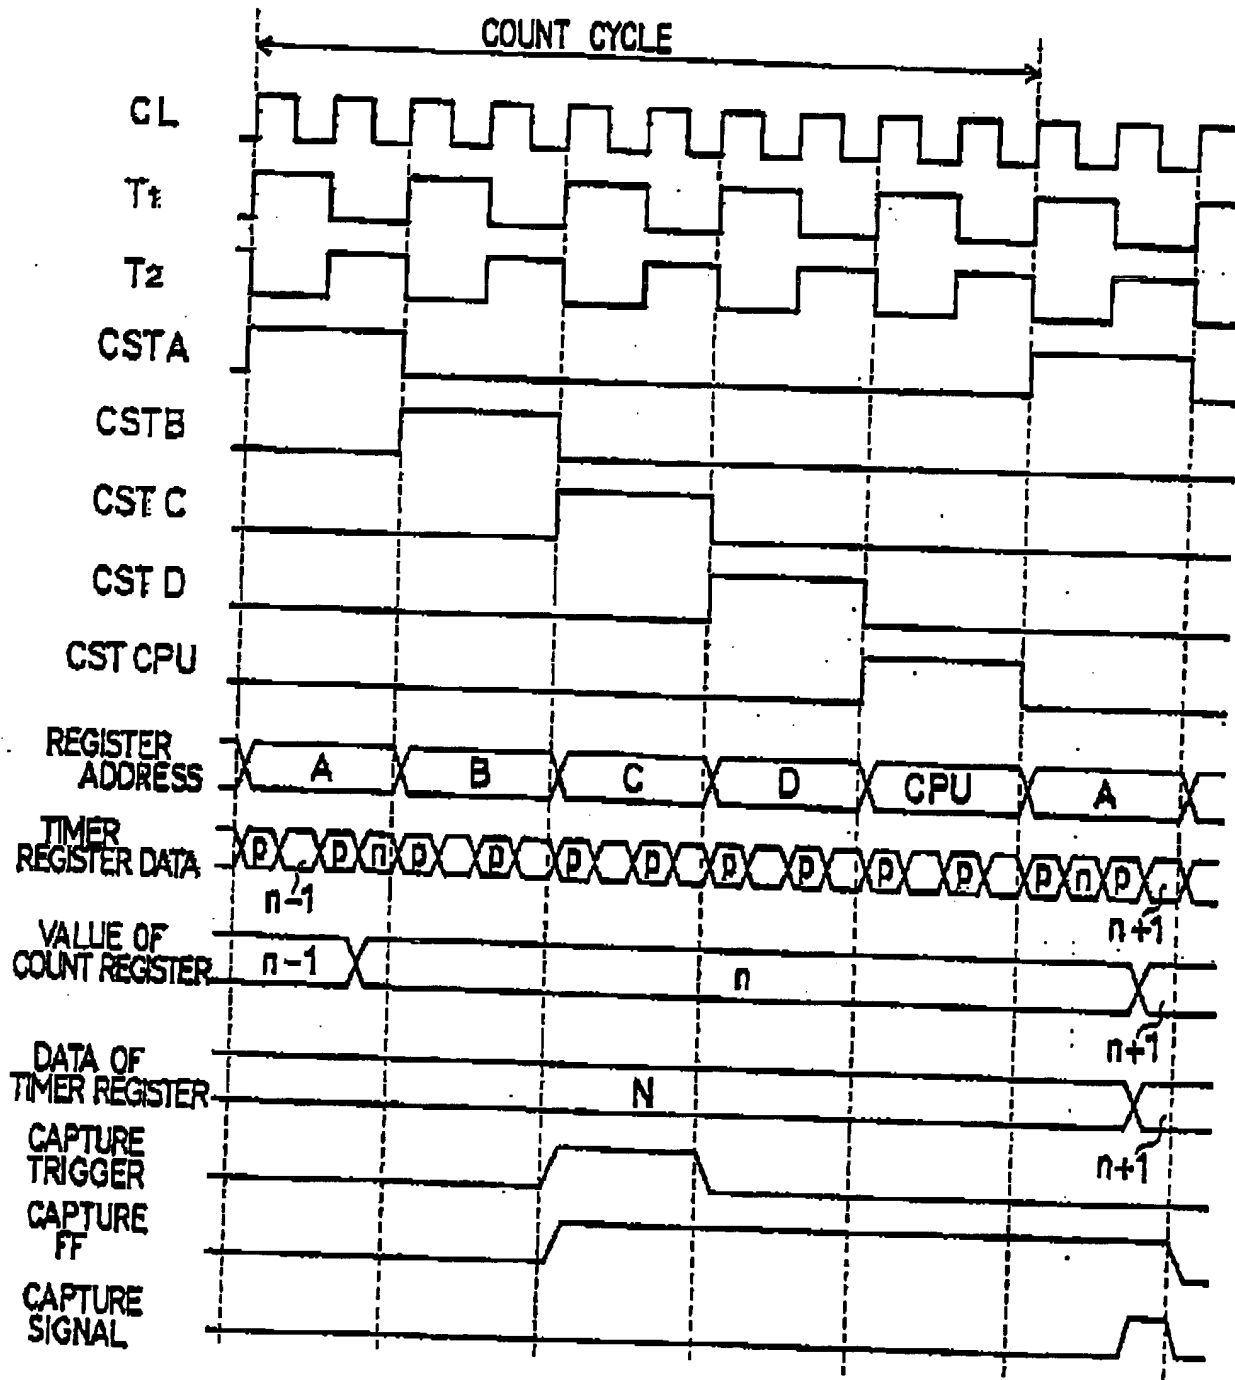 COUNT CYCLE
CL
T1
T2
CSTA
CSTB
CST C
CST D
CST CPU
REGISTER
ADDRESS
A B C D CPU A
TIMER
REGISTER DATA
p p n p p p p p p p p p n p
n-1
n+1
VALUE OF
COUNT REGISTER
n-1 n
n+1
DATA OF
TIMER REGISTER
N
n+1
CAPTURE
TRIGGER
CAPTURE
FF
CAPTURE
SIGNAL